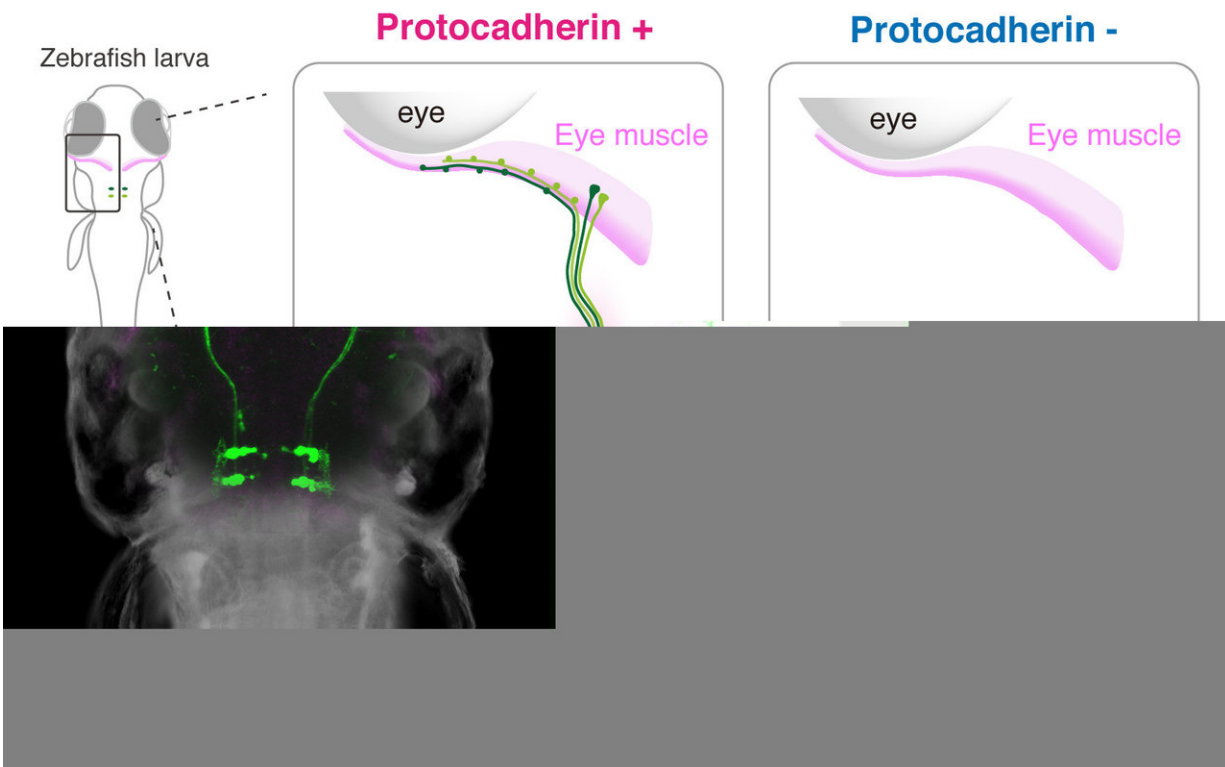 Zebrafish larva
Protocadherin +
eye
Eye muscle
Protocadherin -
eye
Eye muscle